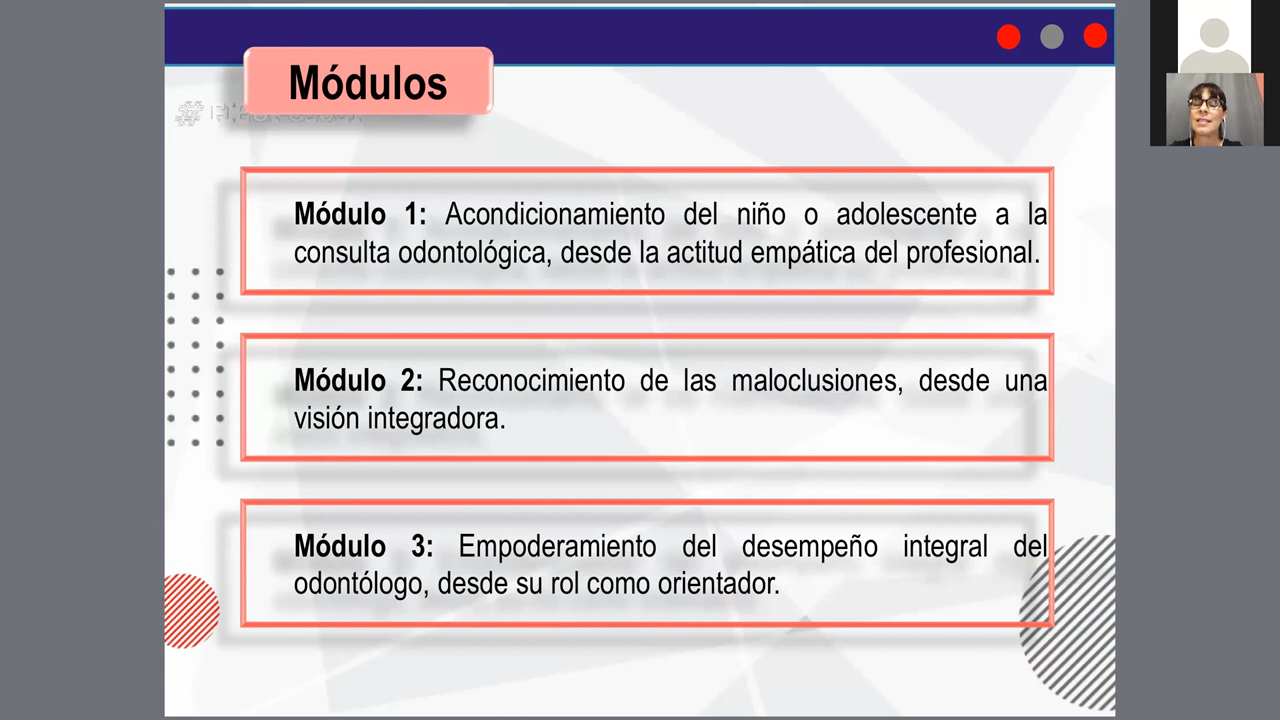 Módulos
Módulo 1: Acondicionamiento del niño o adolescente a la
consulta odontológica, desde la actitud empática del profesional.
Módulo 2: Reconocimiento de las maloclusiones, desde una
visión integradora.
Módulo 3: Empoderamiento del desempeño integral del
odontólogo, desde su rol como orientador.